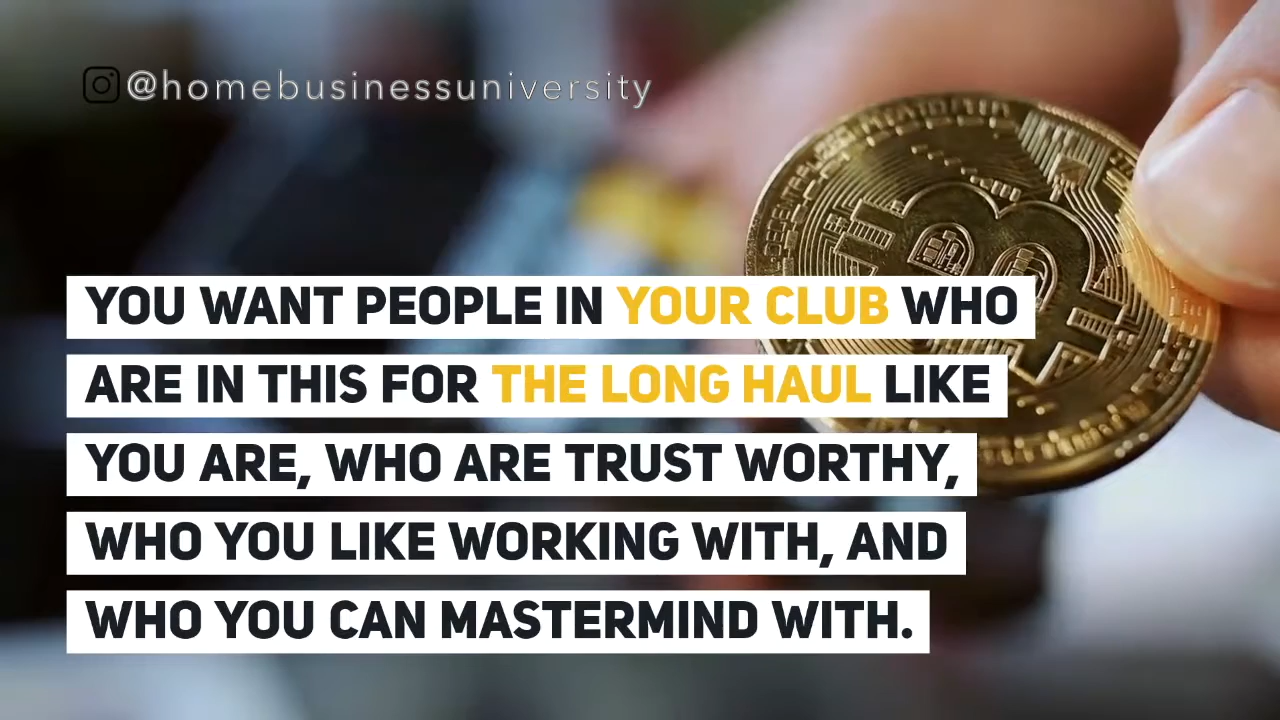 @homebusinessuniversity
DECENTRALIZED
YOU WANT PEOPLE IN YOUR CLUB WHO
ARE IN THIS FOR THE LONG HAUL LIKE
YOU ARE, WHO ARE TRUST WORTHY,
WHO YOU LIKE WORKING WITH, AND
WHO YOU CAN MASTERMIND WITH.